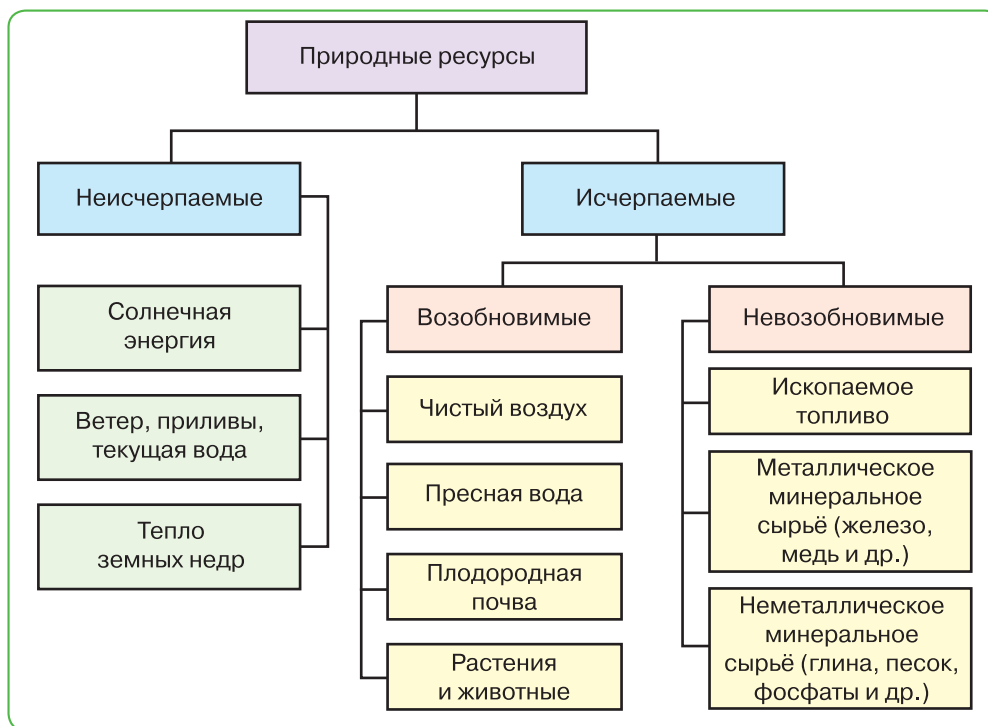 Природные ресурсы
Неисчерпаемые
Солнечная
энергия
Ветер, приливы,
текущая вода
Тепло
земных недр
Исчерпаемые
Возобновимые
Чистый воздух
Пресная вода
Плодородная
почва
Растения
и животные
Невозобновимые
Ископаемое
топливо
Металлическое
минеральное
сырьё (железо,
медь и др.)
Неметаллическое
минеральное
сырьё (глина, песок,
фосфаты и др.)